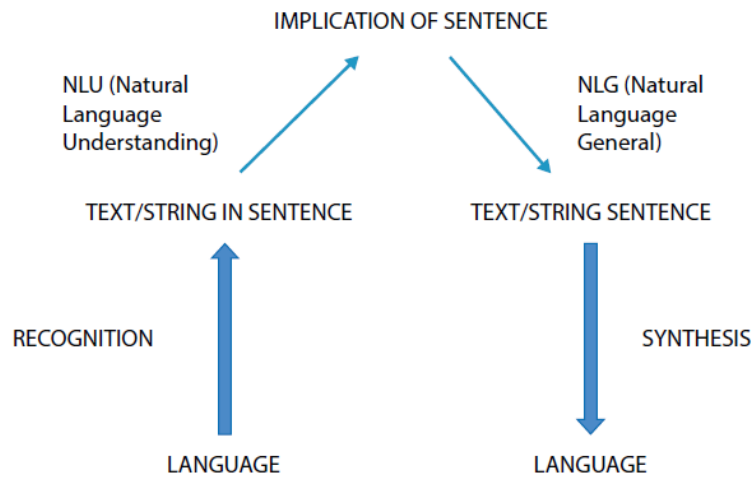 IMPLICATION OF SENTENCE
NLU (Natural
Language
Understanding)
NLG (Natural
Language
General)
TEXT/STRING IN SENTENCE
TEXT/STRING SENTENCE
RECOGNITION
SYNTHESIS
LANGUAGE
LANGUAGE